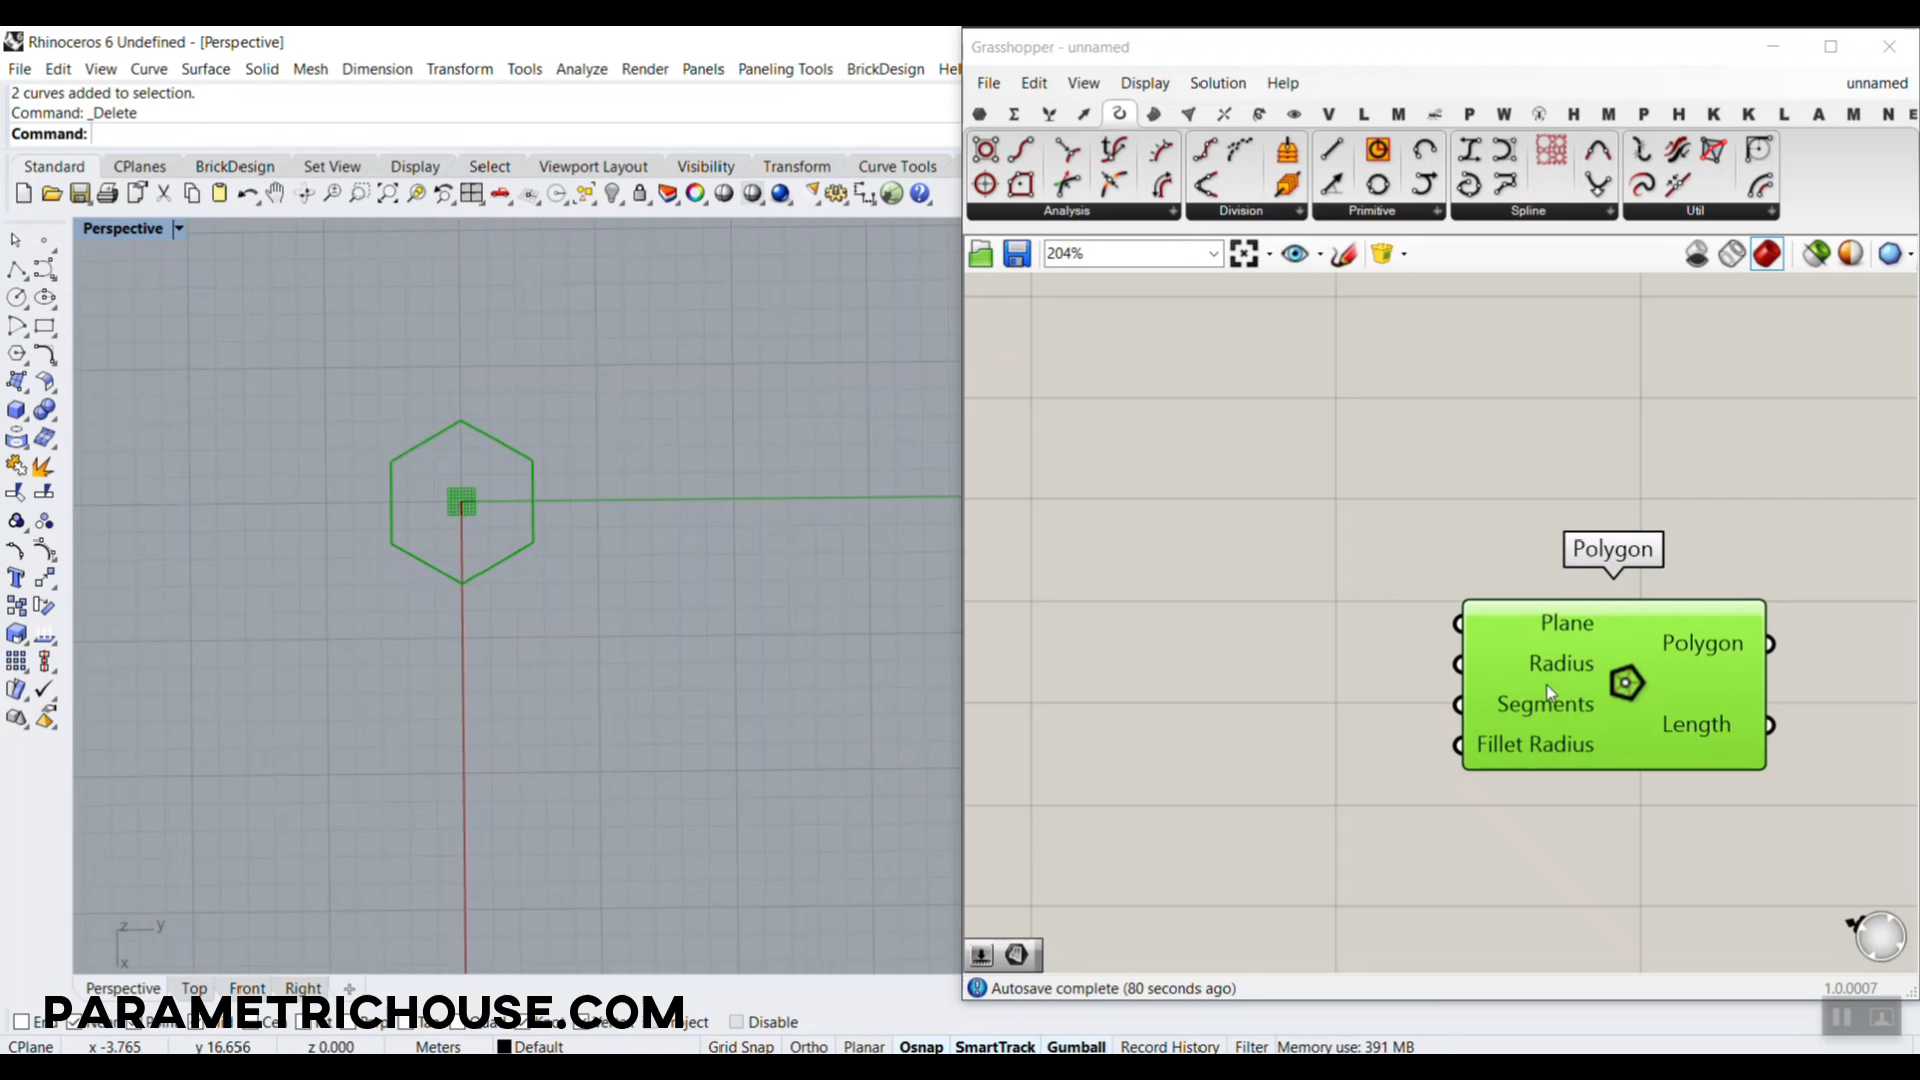 Rhinoceros 6 Undefined - [Perspective]
File Edit View Curve Surface Solid Mesh Dimension Transform Tools Analyze Render Panels Paneling Tools BrickDesign Hel
2 curves added to selection.
Command: _Delete
Command:
Standard CPlanes BrickDesign Set View Display Select Viewport Layout Visibility Transform Curve Tools
Perspective
z y
x
Perspective Top Front Right
PARAMETRICHOUSE.COM
Disable
CPlane x -3.765 y 16.656 z 0.000 Meters Default Grid Snap Ortho Planar Osnap SmartTrack Gumball Record History Filter Memory use: 391 MB
Grasshopper - unnamed
File Edit View Display Solution Help unnamed
V L M P W H M P H K K L A M N E
Analysis Division Primitive Spline Util
204%
Polygon
Plane
Radius
Segments
Fillet Radius
Polygon
Length
Autosave complete (80 seconds ago) 1.0.0007